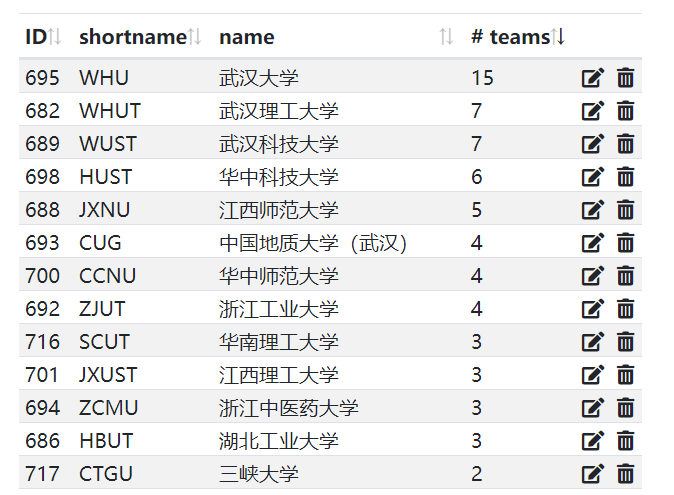 ID shortname name # teams
695 WHU 武汉大学 15
682 WHUT 武汉理工大学 7
689 WUST 武汉科技大学 7
698 HUST 华中科技大学 6
688 JXNU 江西师范大学 5
693 CUG 中国地质大学（武汉） 4
700 CCNU 华中师范大学 4
692 ZJUT 浙江工业大学 4
716 SCUT 华南理工大学 3
701 JXUST 江西理工大学 3
694 ZCMU 浙江中医药大学 3
686 HBUT 湖北工业大学 3
717 CTGU 三峡大学 2